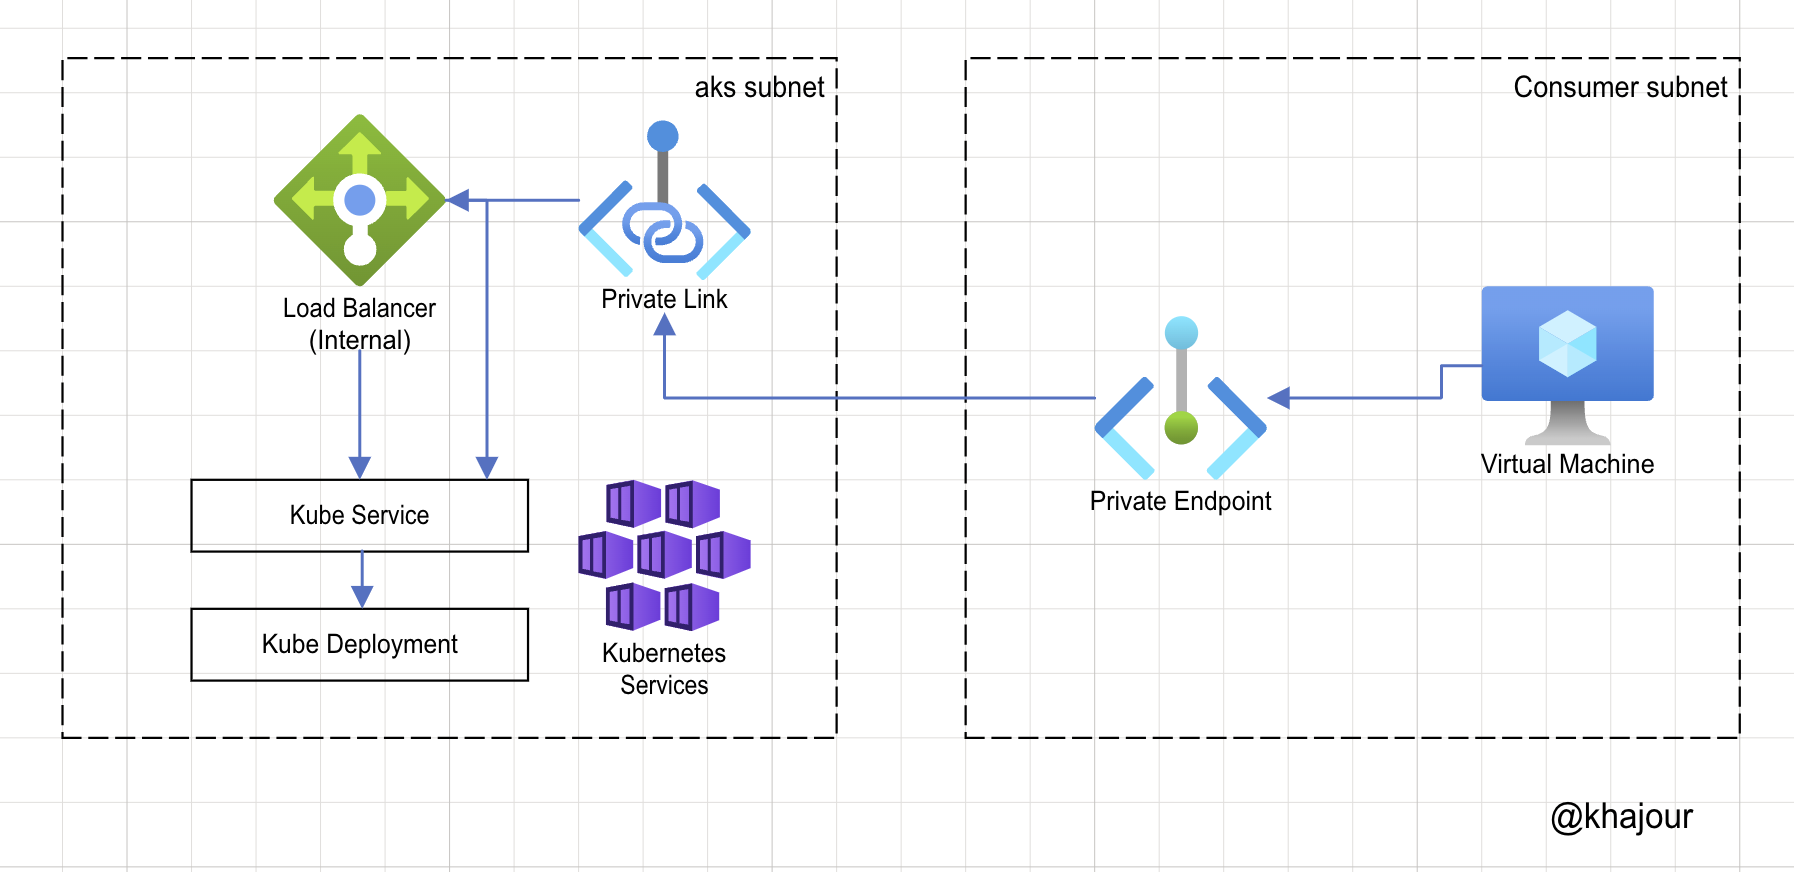 aks subnet
Consumer subnet
Load Balancer
(Internal)
Private Link
Kube Service
Kube Deployment
Kubernetes
Services
Private Endpoint
Virtual Machine
@khajour